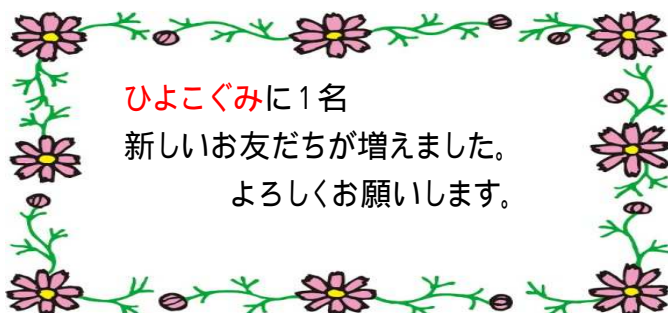 ひよこぐみに1名
新しいお友だちが増えました。
よろしくお願いします。